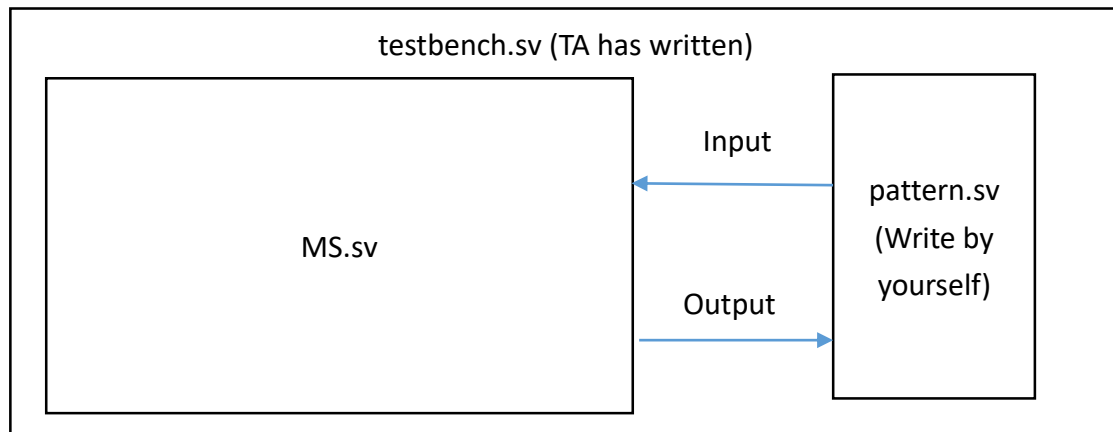 testbench.sv (TA has written)
Input
MS.sv
pattern.sv
(Write by
yourself)
Output